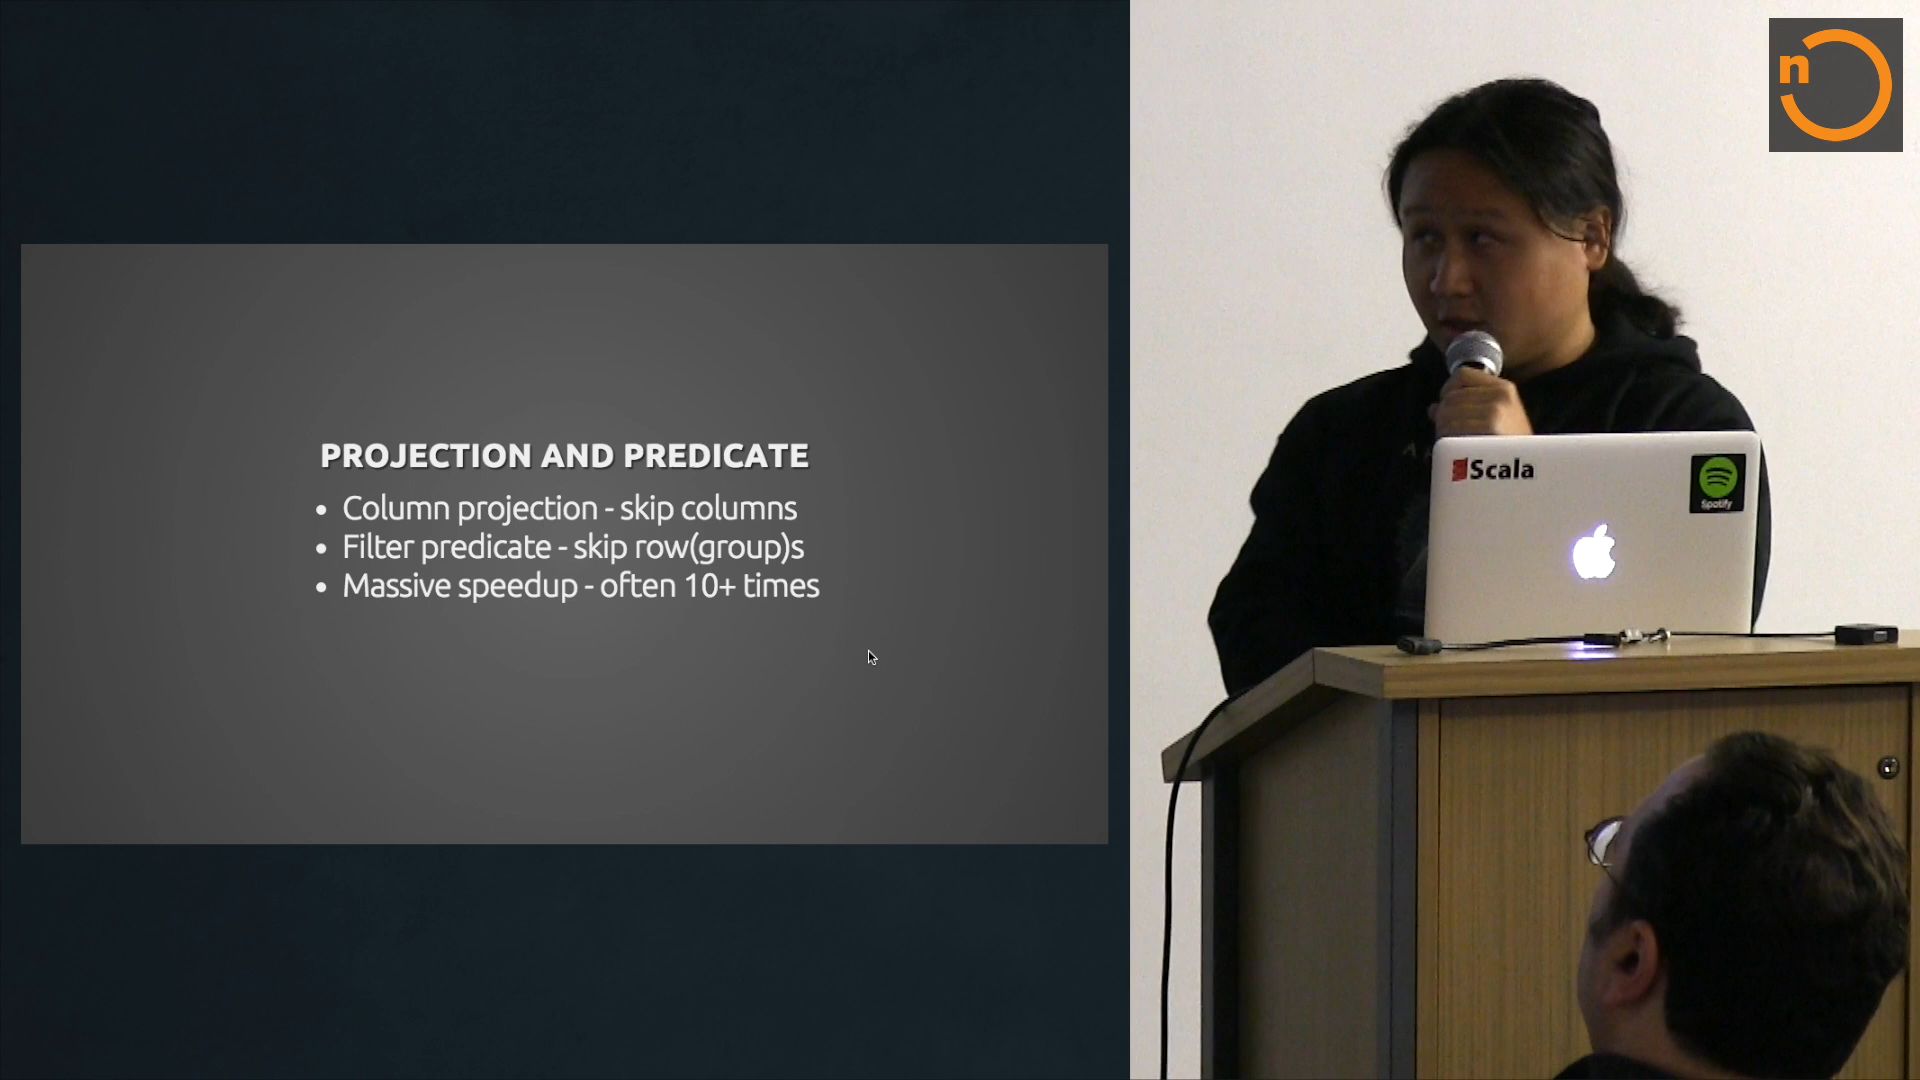 PROJECTION AND PREDICATE
• Column projection - skip columns
• Filter predicate - skip row(group)s
• Massive speedup - often 10+ times
n
Scala
Spotify